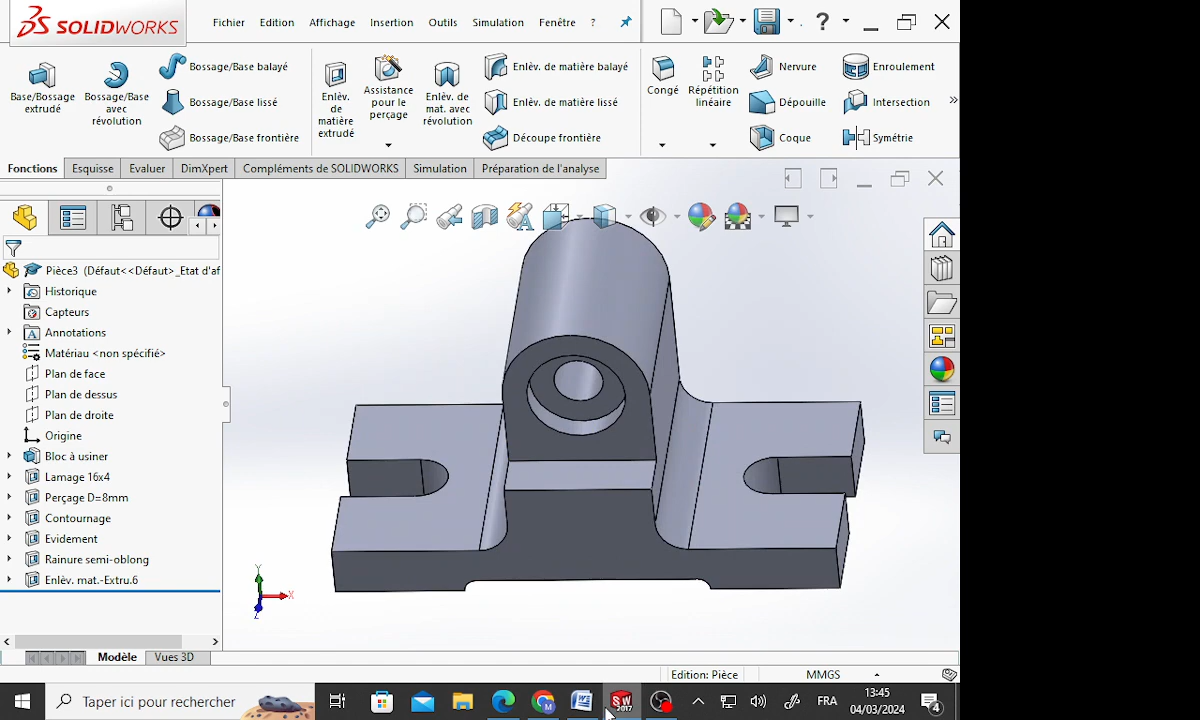 SOLIDWORKS
Fichier Edition Affichage Insertion Outils Simulation Fenêtre ?
Base/Bossage extrudé
Bossage/Base avec révolution
Bossage/Base balayé
Bossage/Base lissé
Bossage/Base frontière
Enlèv. de matière extrudé
Assistance pour le perçage
Enlèv. de mat. avec révolution
Enlèv. de matière balayé
Enlèv. de matière lissé
Découpe frontière
Congé
Répétition linéaire
Nervure
Dépouille
Coque
Enroulement
Intersection
Symétrie
Fonctions Esquisse Evaluer DimXpert Compléments de SOLIDWORKS Simulation Préparation de l'analyse
Pièce3 (Défaut<<Défaut>_Etat d'af
Historique
Capteurs
Annotations
Matériau <non spécifié>
Plan de face
Plan de dessus
Plan de droite
Origine
Bloc à usiner
Lamage 16x4
Perçage D=8mm
Contournage
Evidement
Rainure semi-oblong
Enlèv. mat.-Extru.6
Y
X
Z
Modèle Vues 3D
Edition: Pièce MMGS
Taper ici pour rechercher
SW
2017
FRA
13:45
04/03/2024
4